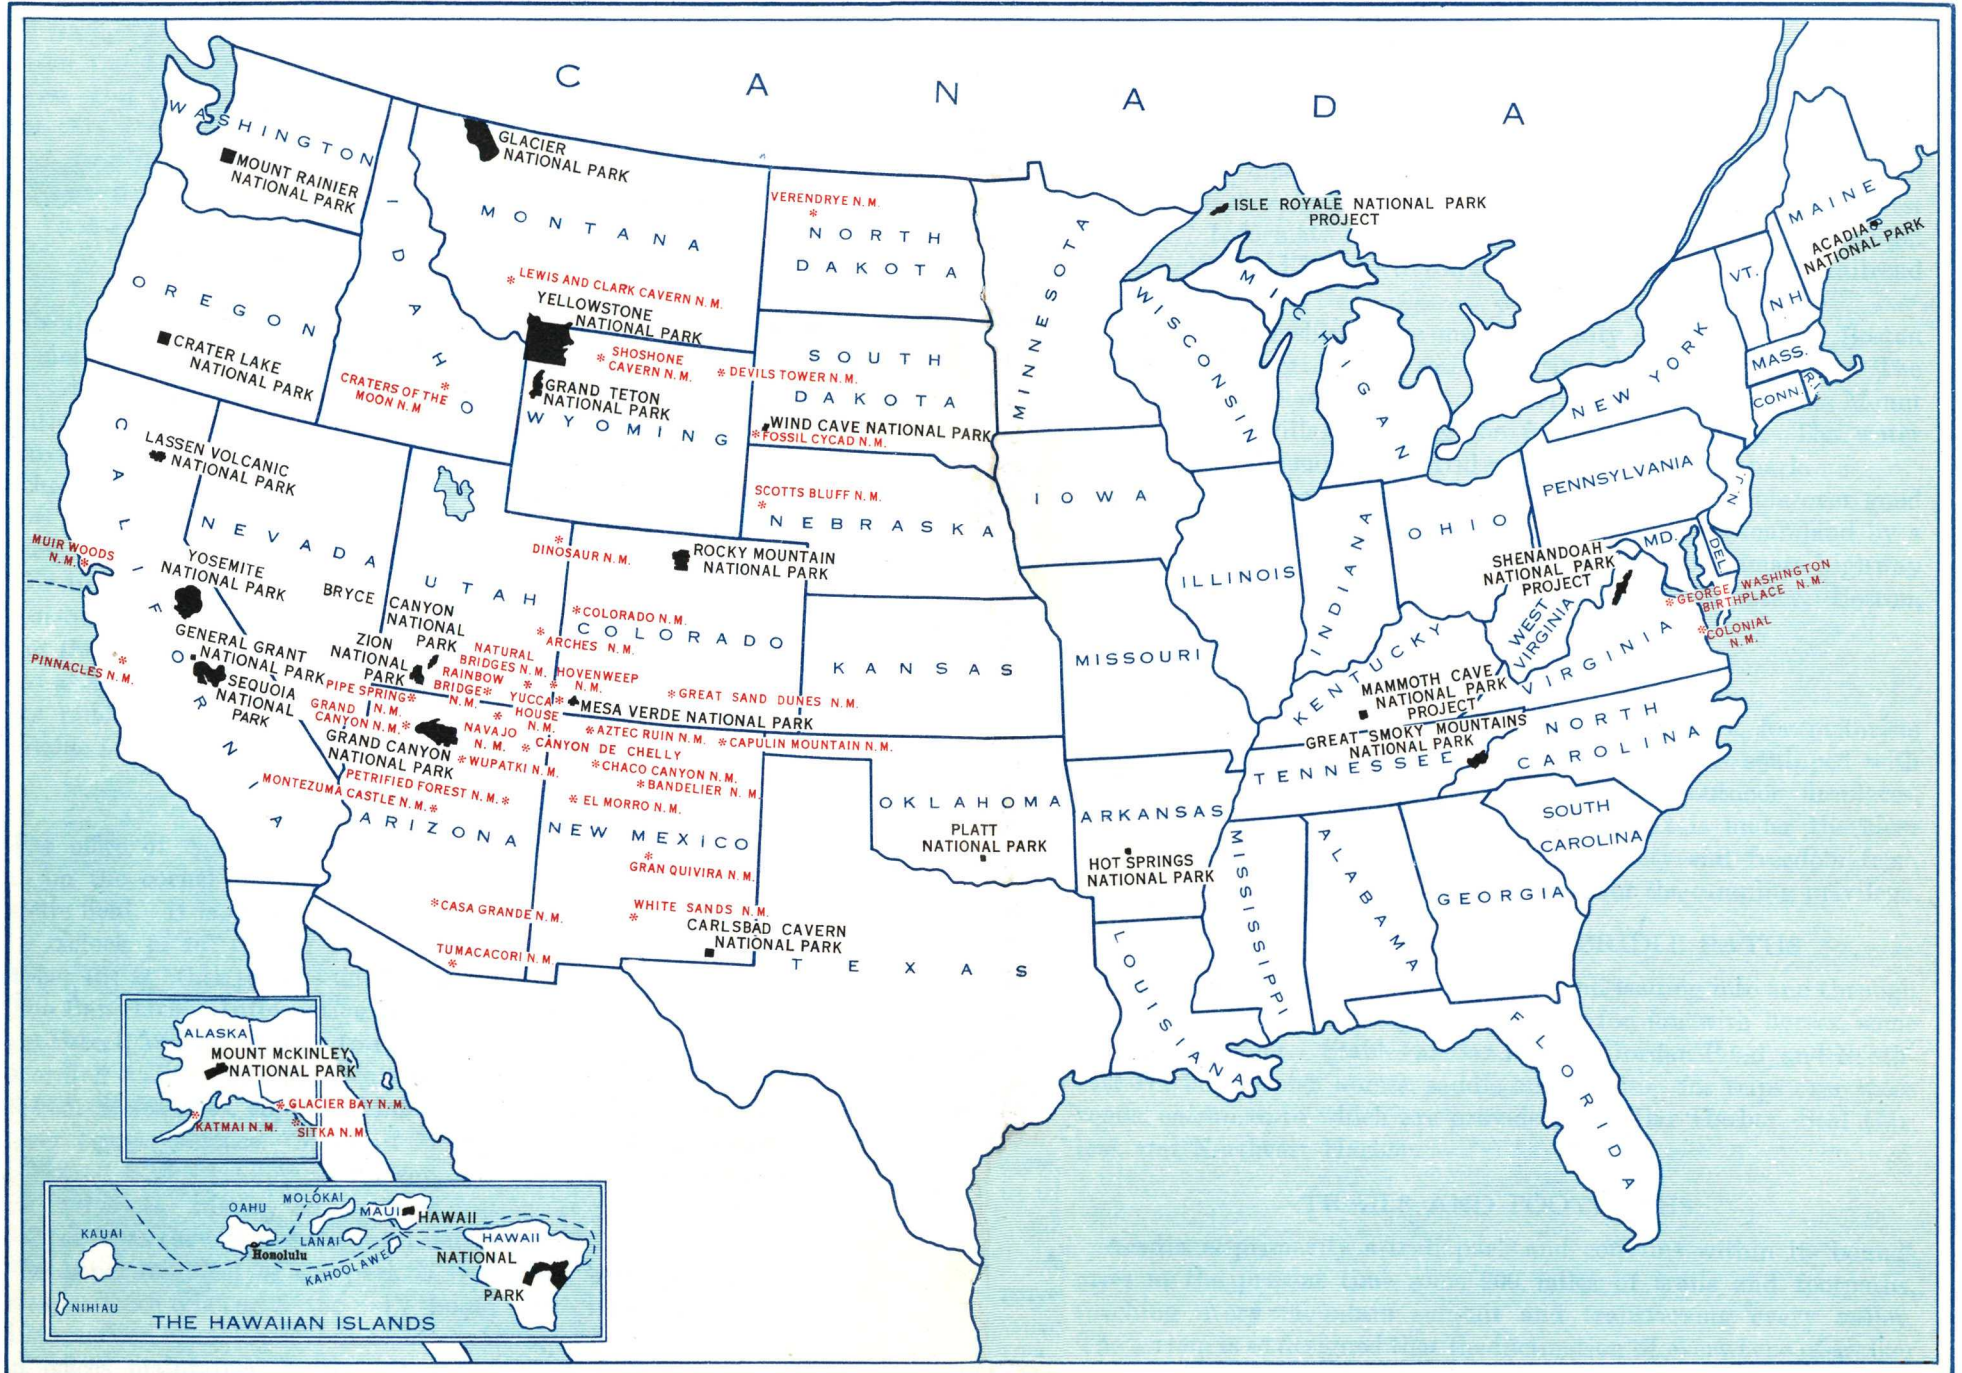 CANADA
WASHINGTON
MOUNT RAINIER
NATIONAL PARK
GLACIER
NATIONAL PARK
MONTANA
IDAHO
OREGON
CRATER LAKE
NATIONAL PARK
CRATERS OF THE
MOON N.M
LEWIS AND CLARK CAVERN N.M.
YELLOWSTONE
NATIONAL PARK
SHOSHONE
CAVERN N.M.
GRAND TETON
NATIONAL PARK
WYOMING
DEVILS TOWER N.M.
VERENDRYE N.M.
NORTH
DAKOTA
SOUTH
DAKOTA
WIND CAVE NATIONAL PARK
FOSSIL CYCAD N.M.
SCOTTS BLUFF N.M.
NEBRASKA
MINNESOTA
WISCONSIN
MICHIGAN
ISLE ROYALE NATIONAL PARK
PROJECT
IOWA
ILLINOIS
INDIANA
OHIO
PENNSYLVANIA
NEW YORK
VT.
NH
MAINE
ACADIA
NATIONAL PARK
MASS.
CONN.
R.I.
N.J.
MD.
DEL
SHENANDOAH
NATIONAL PARK
PROJECT
WEST
VIRGINIA
VIRGINIA
GEORGE WASHINGTON
BIRTHPLACE N.M.
COLONIAL
N.M.
KENTUCKY
MAMMOTH CAVE
NATIONAL PARK
PROJECT
GREAT SMOKY MOUNTAINS
NATIONAL PARK
TENNESSEE
NORTH
CAROLINA
SOUTH
CAROLINA
GEORGIA
ALABAMA
MISSISSIPPI
FLORIDA
LOUISIANA
ARKANSAS
HOT SPRINGS
NATIONAL PARK
MISSOURI
KANSAS
OKLAHOMA
PLATT
NATIONAL PARK
TEXAS
CALIFORNIA
LASSEN VOLCANIC
NATIONAL PARK
NEVADA
MUIR WOODS
N.M.
YOSEMITE
NATIONAL PARK
GENERAL GRANT
NATIONAL PARK
SEQUOIA
NATIONAL
PARK
PINNACLES N.M.
UTAH
BRYCE CANYON
NATIONAL
PARK
ZION
NATIONAL
PARK
DINOSAUR N.M.
ROCKY MOUNTAIN
NATIONAL PARK
COLORADO N.M.
COLORADO
ARCHES N.M.
NATURAL
BRIDGES N.M.
HOVENWEEP
N.M.
RAINBOW
BRIDGE
N.M.
YUCCA
HOUSE
N.M.
GREAT SAND DUNES N.M.
MESA VERDE NATIONAL PARK
PIPE SPRING
N.M.
GRAND
CANYON N.M.
GRAND CANYON
NATIONAL PARK
NAVAJO
N.M.
AZTEC RUIN N.M.
CAPULIN MOUNTAIN N.M.
CANYON DE CHELLY
WUPATKI N.M.
CHACO CANYON N.M.
BANDELIER N.M.
PETRIFIED FOREST N.M.
MONTEZUMA CASTLE N.M.
EL MORRO N.M.
ARIZONA
NEW MEXICO
GRAN QUIVIRA N.M.
CASA GRANDE N.M.
WHITE SANDS N.M.
CARLSBAD CAVERN
NATIONAL PARK
TUMACACORI N.M.
ALASKA
MOUNT McKINLEY
NATIONAL PARK
GLACIER BAY N.M.
KATMAI N.M.
SITKA N.M.
KAUAI
NIHIAU
OAHU
Honolulu
MOLOKAI
LANAI
MAUI
KAHOOLAWE
HAWAII
HAWAII
NATIONAL
PARK
THE HAWAIIAN ISLANDS